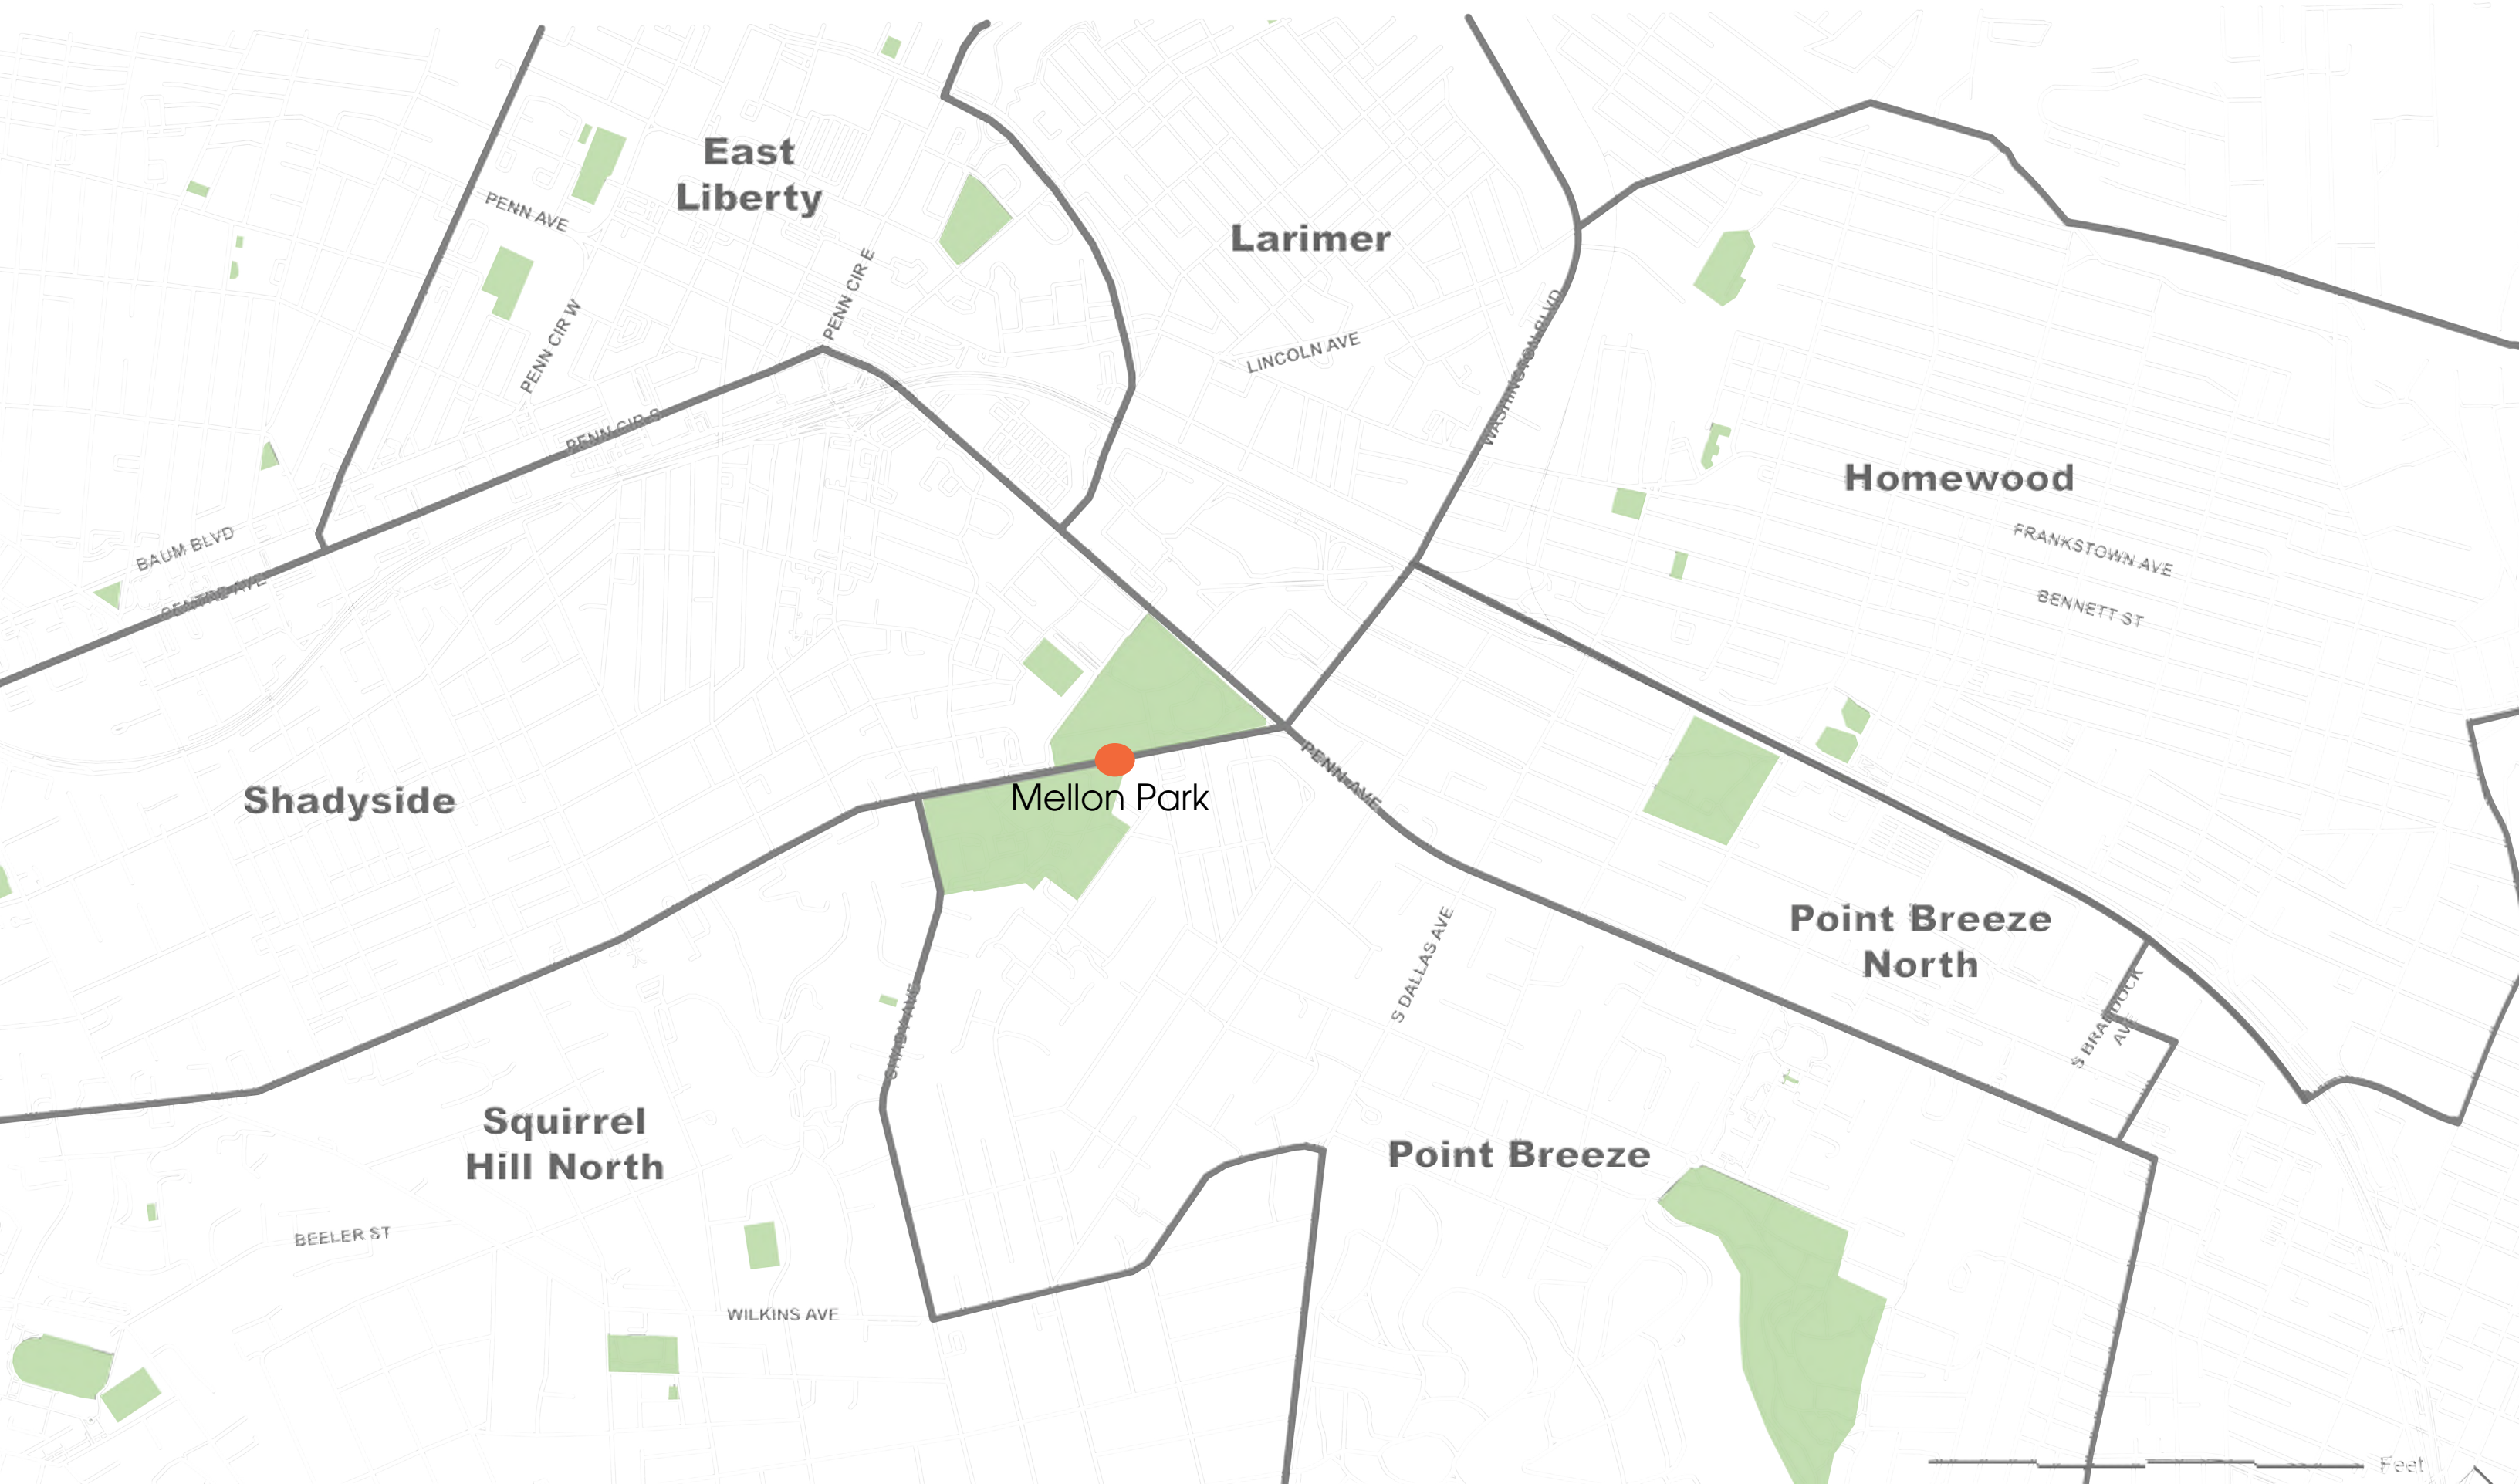 East
Liberty
PENN AVE
PENN CIR E
Larimer
PENN CIR W
LINCOLN AVE
WASHINGTON BLVD
PENN CIR S
Homewood
BAUM BLVD
FRANKSTOWN AVE
CENTRE AVE
BENNETT ST
PENN AVE
Mellon Park
Shadyside
Point Breeze
North
S DALLAS AVE
S BRADDOCK
AVE
SHADY AVE
Squirrel
Hill North
Point Breeze
BEELER ST
WILKINS AVE
Feet